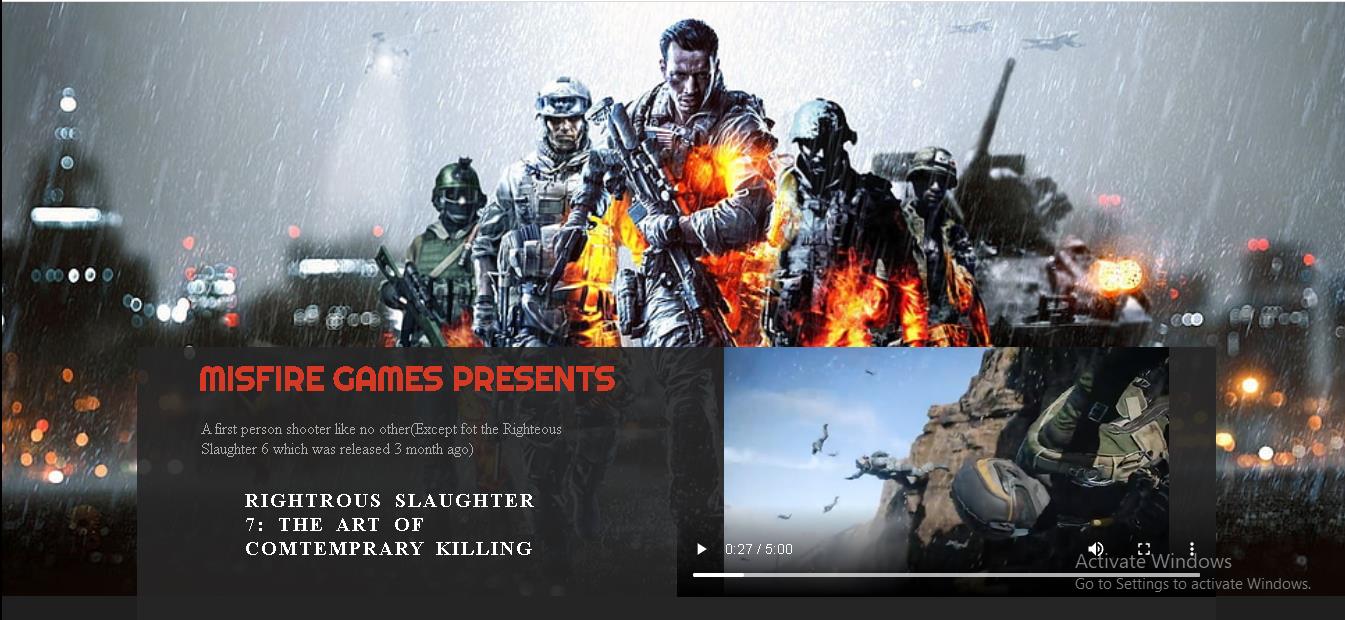 MISFIRE GAMES PRESENTS
A first person shooter like no other(Except fot the Righteous
Slaughter 6 which was released 3 month ago)
RIGHTROUS SLAUGHTER
7: THE ART OF
COMTEMPRARY KILLING
0:27 / 5:00
Activate Windows
Go to Settings to activate Windows.